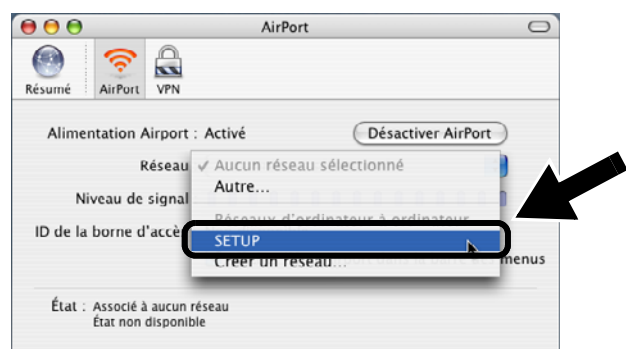 AirPort
Résumé AirPort VPN
Alimentation Airport : Activé Désactiver AirPort
Réseau ✓ Aucun réseau sélectionné
Autre...
Niveau de signal
Réseaux d'ordinateur à ordinateur
ID de la borne d'accè SETUP
Créer un réseau... menus
État : Associé à aucun réseau
État non disponible